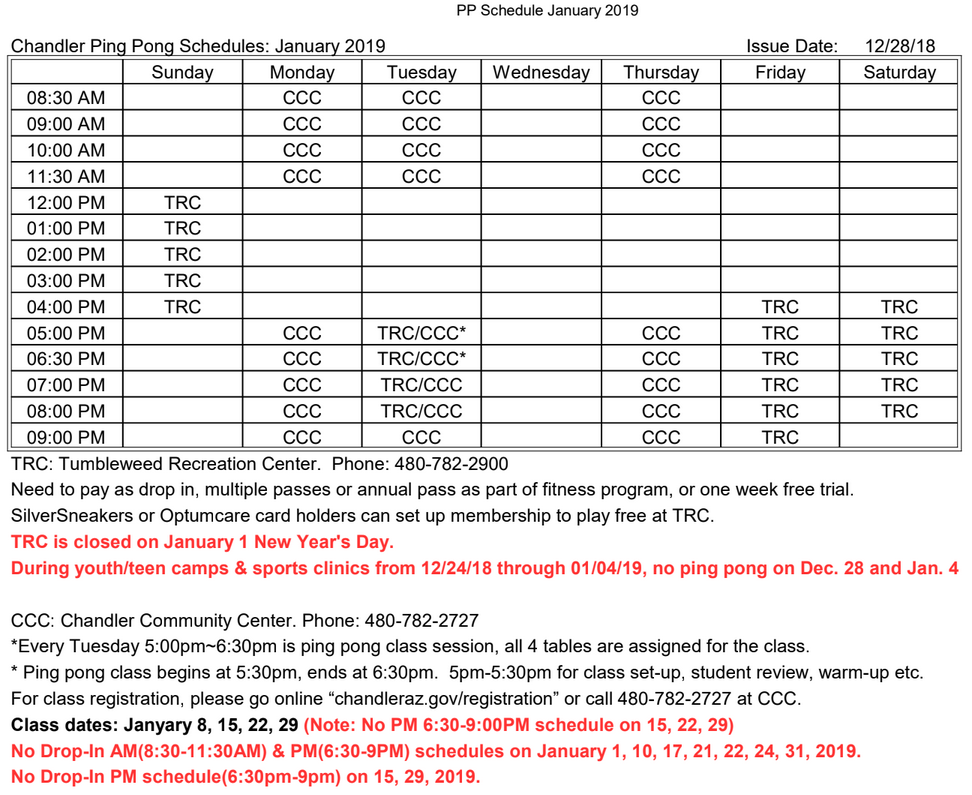 PP Schedule January 2019
Chandler Ping Pong Schedules: January 2019 Issue Date: 12/28/18
Sunday Monday Tuesday Wednesday Thursday Friday Saturday
08:30 AM CCC CCC CCC
09:00 AM CCC CCC CCC
10:00 AM CCC CCC CCC
11:30 AM CCC CCC CCC
12:00 PM TRC
01:00 PM TRC
02:00 PM TRC
03:00 PM TRC
04:00 PM TRC TRC TRC
05:00 PM CCC TRC/CCC* CCC TRC TRC
06:30 PM CCC TRC/CCC* CCC TRC TRC
07:00 PM CCC TRC/CCC CCC TRC TRC
08:00 PM CCC TRC/CCC CCC TRC TRC
09:00 PM CCC CCC CCC TRC
TRC: Tumbleweed Recreation Center. Phone: 480-782-2900
Need to pay as drop in, multiple passes or annual pass as part of fitness program, or one week free trial.
SilverSneakers or Optumcare card holders can set up membership to play free at TRC.
TRC is closed on January 1 New Year's Day.
During youth/teen camps & sports clinics from 12/24/18 through 01/04/19, no ping pong on Dec. 28 and Jan. 4
CCC: Chandler Community Center. Phone: 480-782-2727
*Every Tuesday 5:00pm~6:30pm is ping pong class session, all 4 tables are assigned for the class.
* Ping pong class begins at 5:30pm, ends at 6:30pm. 5pm-5:30pm for class set-up, student review, warm-up etc.
For class registration, please go online “chandleraz.gov/registration” or call 480-782-2727 at CCC.
Class dates: Janyary 8, 15, 22, 29 (Note: No PM 6:30-9:00PM schedule on 15, 22, 29)
No Drop-In AM(8:30-11:30AM) & PM(6:30-9PM) schedules on January 1, 10, 17, 21, 22, 24, 31, 2019.
No Drop-In PM schedule(6:30pm-9pm) on 15, 29, 2019.